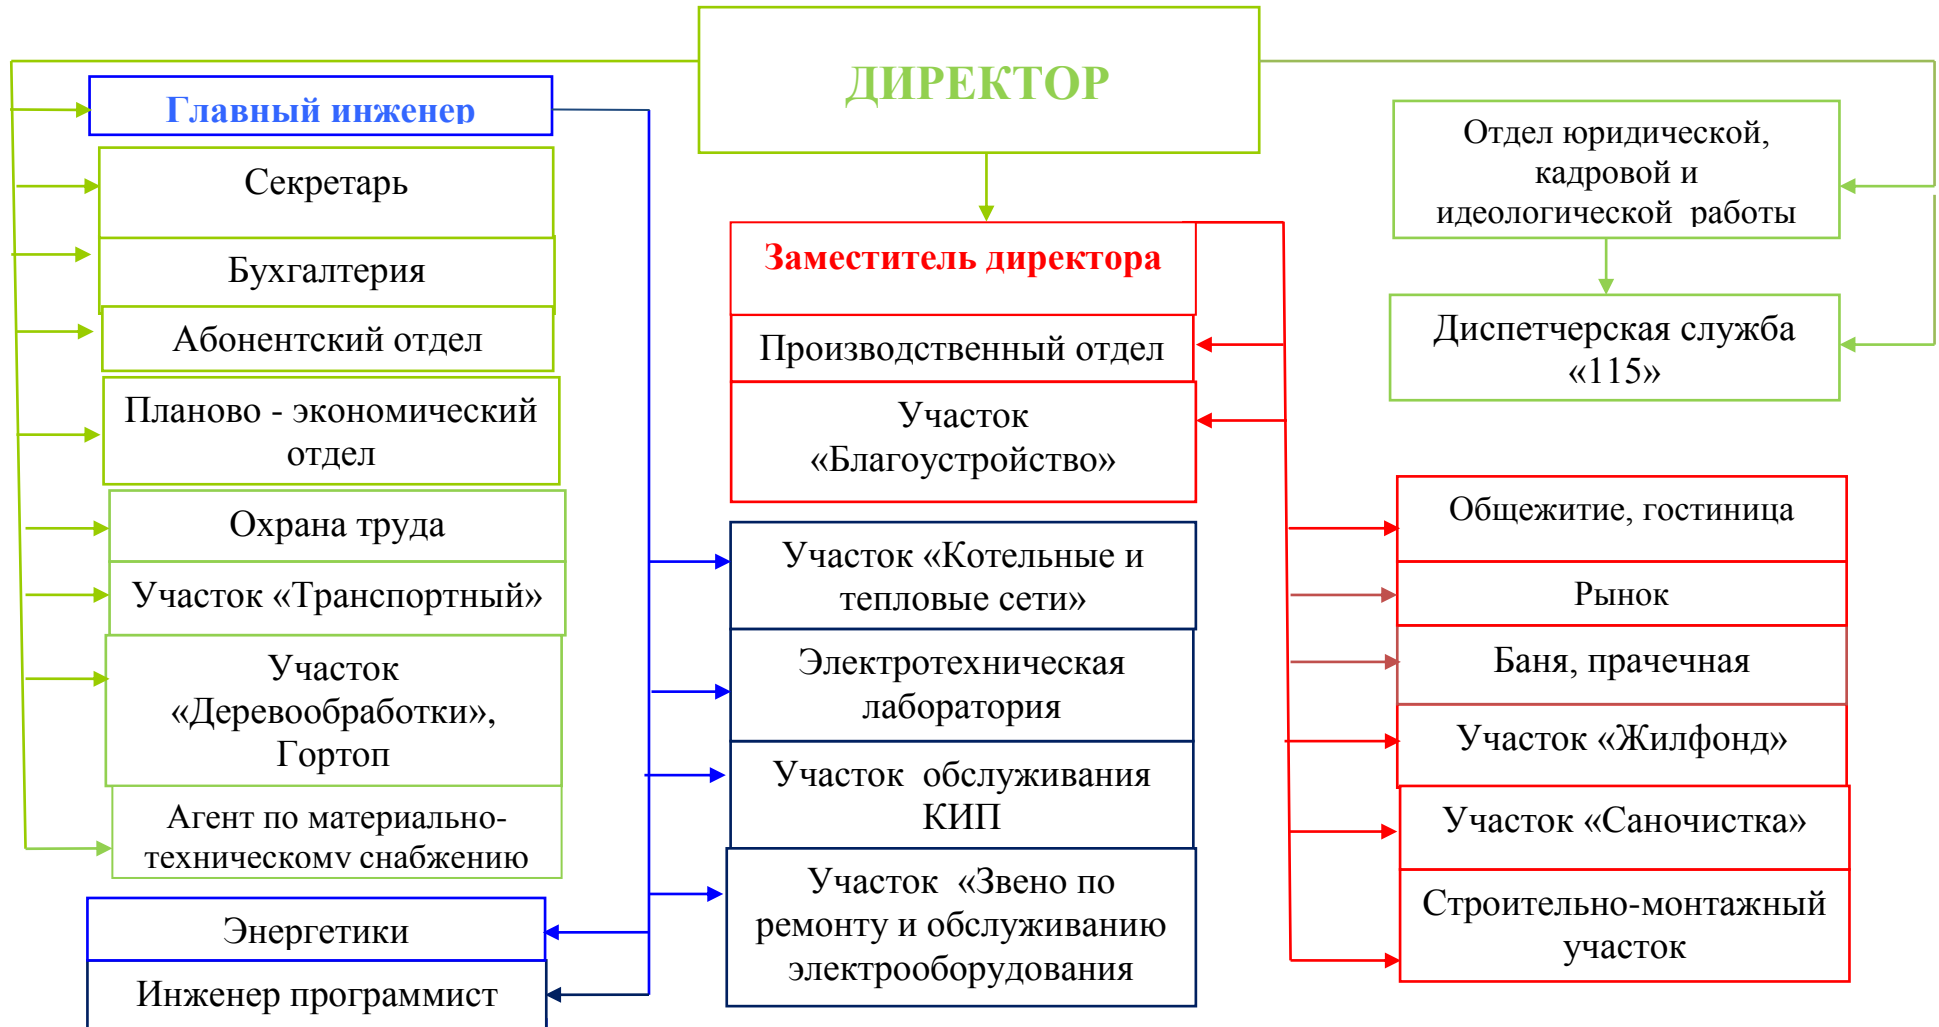 ДИРЕКТОР
Главный инженер
Секретарь
Бухгалтерия
Абонентский отдел
Планово - экономический
отдел
Охрана труда
Участок «Транспортный»
Участок
«Деревообработки»,
Гортоп
Агент по материально-
техническому снабжению
Энергетики
Инженер программист
Заместитель директора
Производственный отдел
Участок
«Благоустройство»
Участок «Котельные и
тепловые сети»
Электротехническая
лаборатория
Участок обслуживания
КИП
Участок «Звено по
ремонту и обслуживанию
электрооборудования
Отдел юридической,
кадровой и
идеологической работы
Диспетчерская служба
«115»
Общежитие, гостиница
Рынок
Баня, прачечная
Участок «Жилфонд»
Участок «Саночистка»
Строительно-монтажный
участок